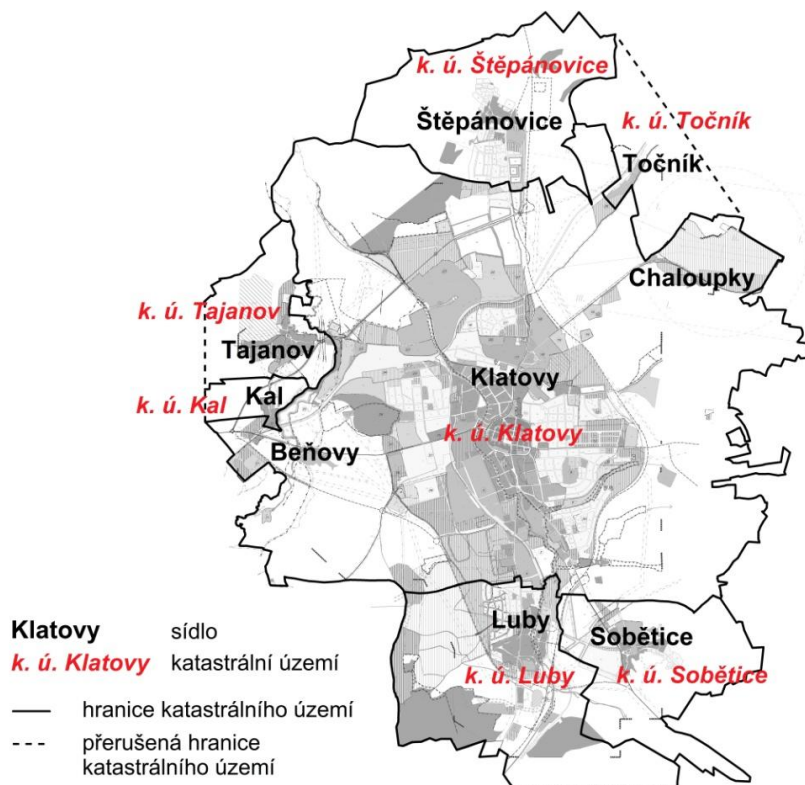 k. ú. Štěpánovice
Štěpánovice
k. ú. Točník
Točník
Chaloupky
k. ú. Tajanov
Tajanov
Klatovy
k. ú. Kal
Kal
k. ú. Klatovy
Beňovy
Luby
Sobětice
k. ú. Luby
k. ú. Sobětice
Klatovy sídlo
k. ú. Klatovy katastrální území
hranice katastrálního území
přerušená hranice
katastrálního území